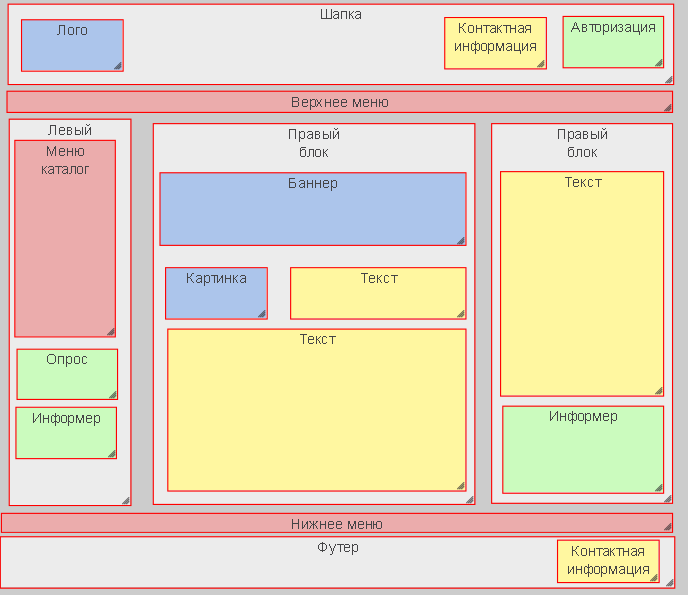 Шапка
Лого
Контактная
информация
Авторизация
Верхнее меню
Левый
Меню
каталог
Опрос
Информер
Правый
блок
Баннер
Картинка
Текст
Текст
Правый
блок
Текст
Информер
Нижнее меню
Футер
Контактная
информация